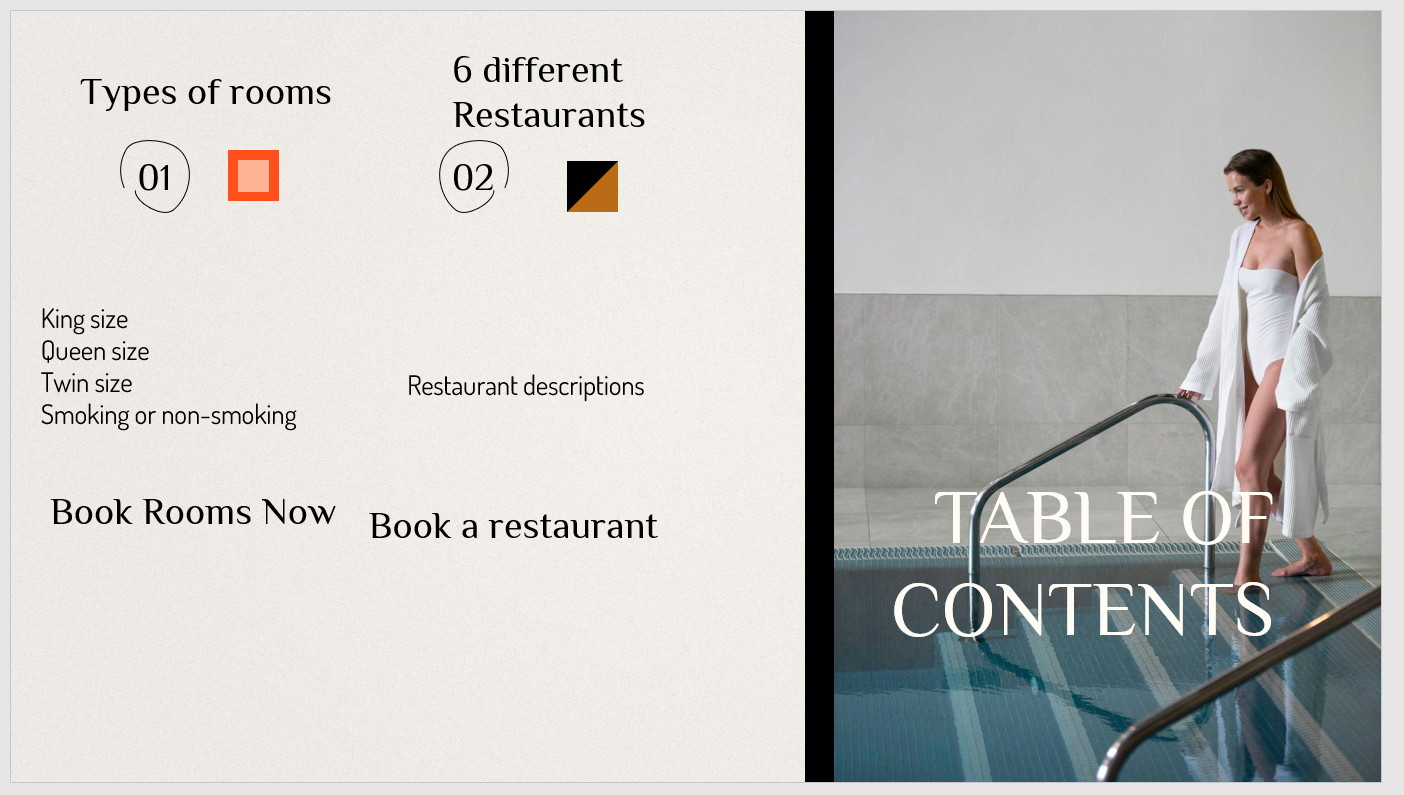 Types of rooms
6 different
Restaurants
01
02
King size
Queen size
Twin size
Smoking or non-smoking
Restaurant descriptions
Book Rooms Now
Book a restaurant
TABLE OF
CONTENTS